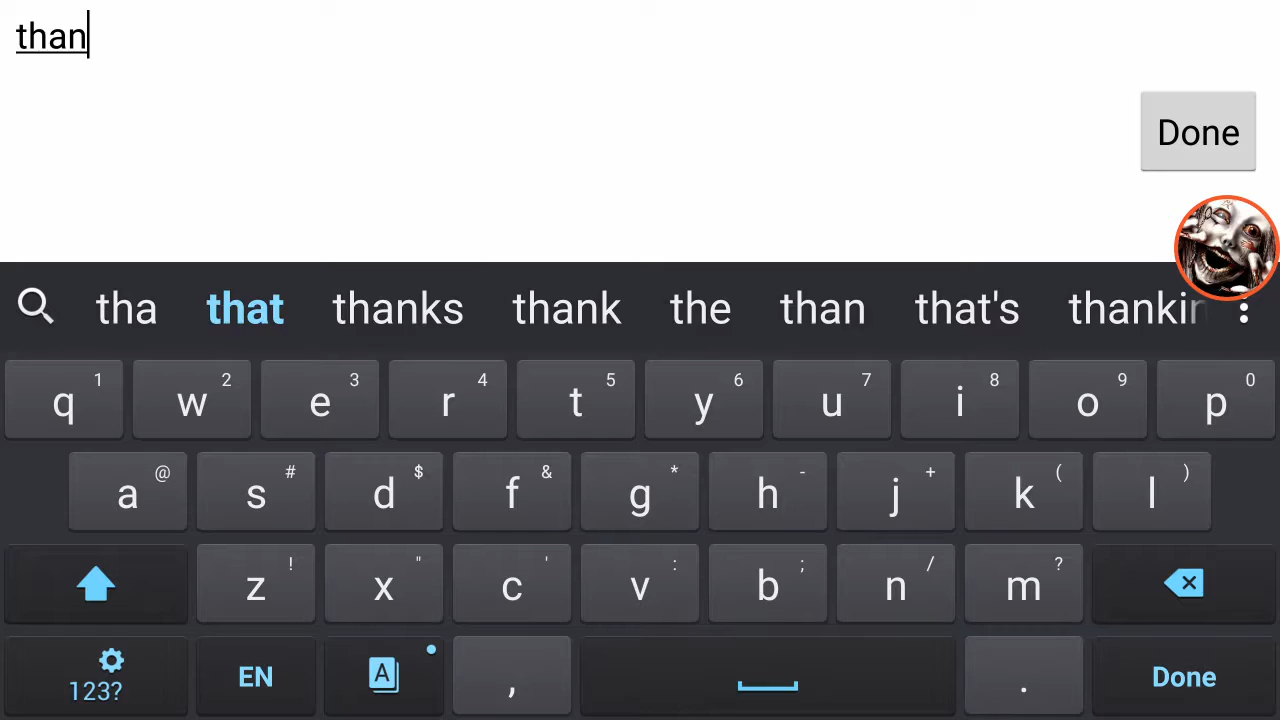 than
Done
tha that thanks thank the than that's thankin
q 1 w 2 e 3 r 4 t 5 y 6 u 7 i 8 o 9 p 0
a @ s # d $ f & g * h - j + k ( l )
z ! x " c ' v : b ; n / m ?
123? EN A , . Done